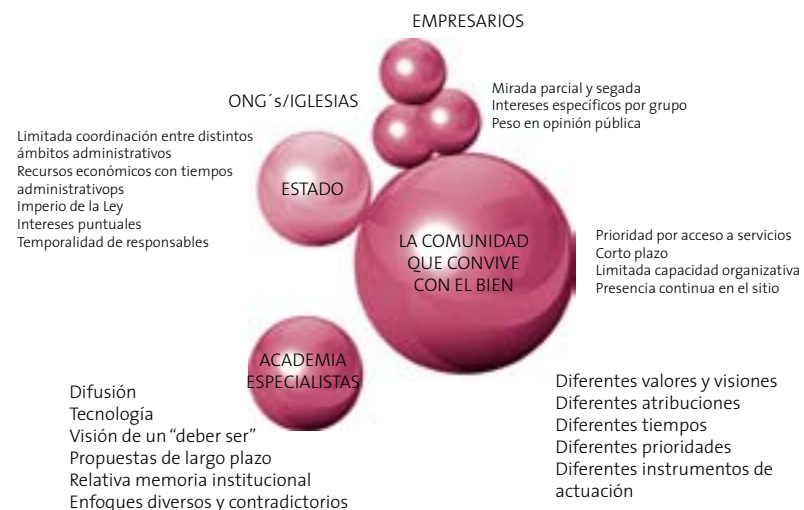 EMPRESARIOS
ONG´s/IGLESIAS
Mirada parcial y segada
Intereses específicos por grupo
Peso en opinión pública
Limitada coordinación entre distintos
ámbitos administrativos
Recursos económicos con tiempos
administrativops
Imperio de la Ley
Intereses puntuales
Temporalidad de responsables
ESTADO
LA COMUNIDAD
QUE CONVIVE
CON EL BIEN
Prioridad por acceso a servicios
Corto plazo
Limitada capacidad organizativa
Presencia continua en el sitio
ACADEMIA
ESPECIALISTAS
Difusión
Tecnología
Visión de un “deber ser”
Propuestas de largo plazo
Relativa memoria institucional
Enfoques diversos y contradictorios
Diferentes valores y visiones
Diferentes atribuciones
Diferentes tiempos
Diferentes prioridades
Diferentes instrumentos de
actuación